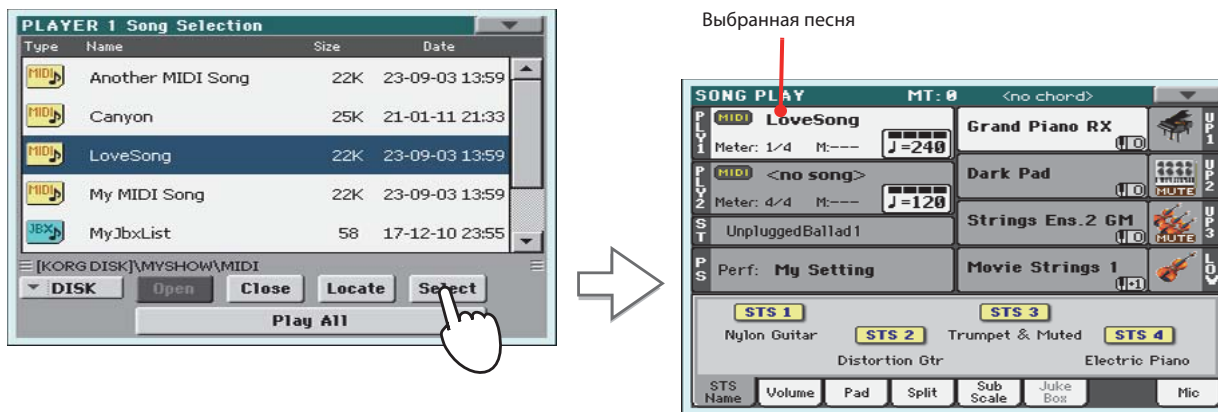 PLAYER 1 Song Selection
Type Name Size Date
MIDI Another MIDI Song 22K 23-09-03 13:59
MIDI Canyon 25K 21-01-11 21:33
MIDI LoveSong 22K 23-09-03 13:59
MIDI My MIDI Song 22K 23-09-03 13:59
JBX MyJbxList 58 17-12-10 23:55
[KORG DISK]\MYSHOW\MIDI
DISK Open Close Locate Select
Play All
Выбранная песня
SONG PLAY MT: 0 <no chord>
PLY1 MIDI LoveSong
Meter: 1/4 M:--- ♩=240
Grand Piano RX 0 UP1
PLY2 MIDI <no song>
Meter: 4/4 M:--- ♩=120
Dark Pad 0 MUTE UP2
ST UnpluggedBallad1
Strings Ens.2 GM 0 MUTE UP3
PS Perf: My Setting
Movie Strings 1 +1 LOW
STS 1 STS 3
Nylon Guitar STS 2 Trumpet & Muted STS 4
Distortion Gtr Electric Piano
STS Name Volume Pad Split Sub Scale Juke Box Mic